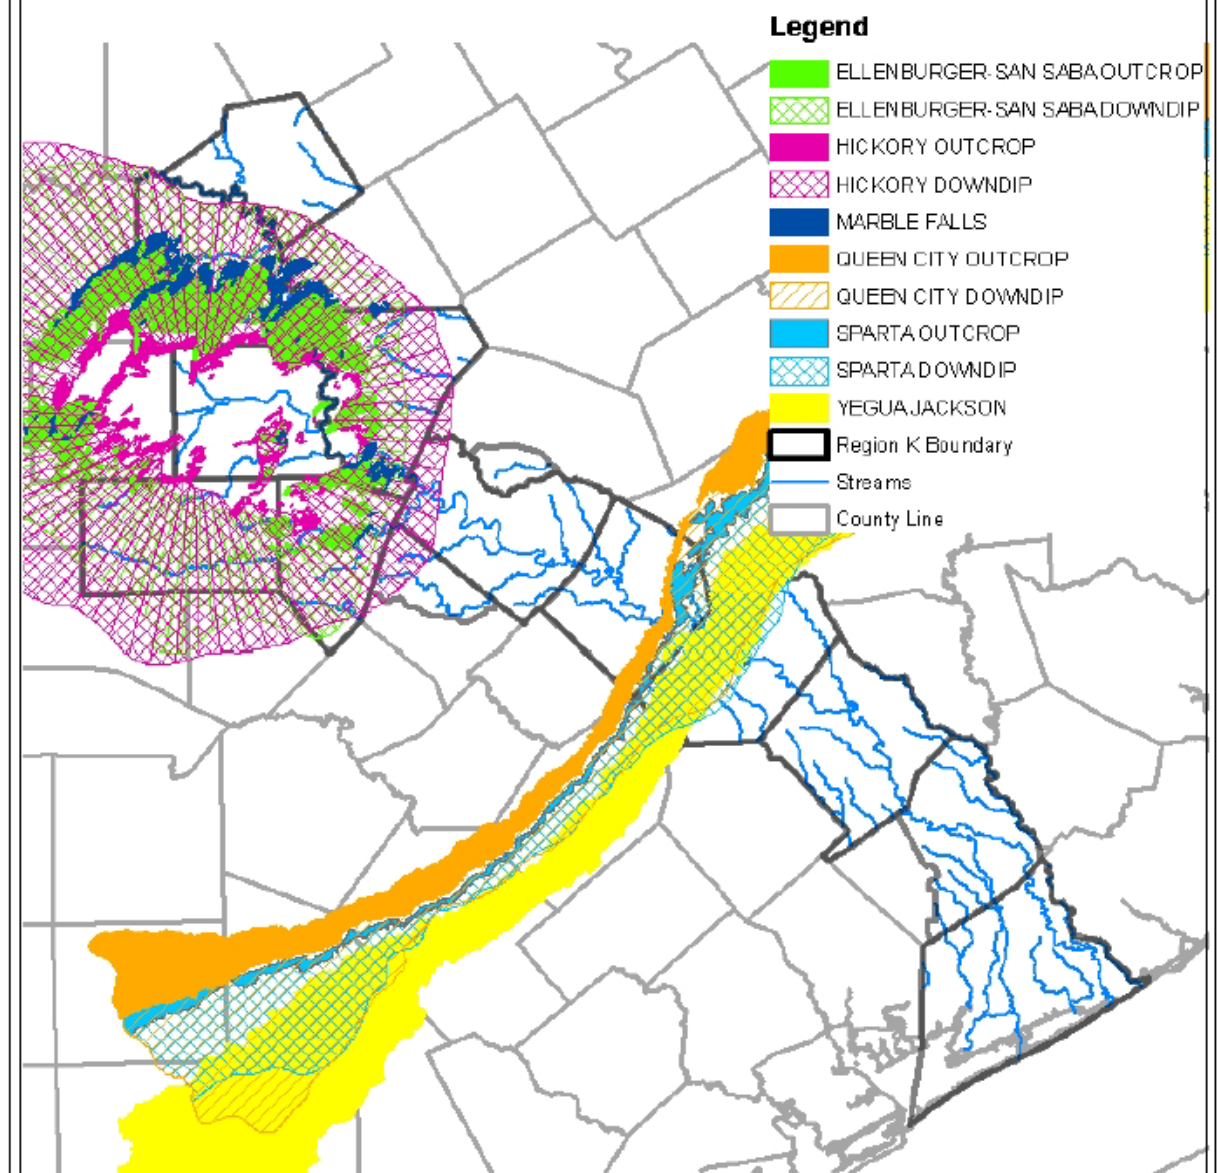 Legend
ELLENBURGER-SAN SABA OUTCROP
ELLENBURGER-SAN SABA DOWNDIP
HICKORY OUTCROP
HICKORY DOWNDIP
MARBLE FALLS
QUEEN CITY OUTCROP
QUEEN CITY DOWNDIP
SPARTA OUTCROP
SPARTA DOWNDIP
YEGUA JACKSON
Region K Boundary
Streams
County Line